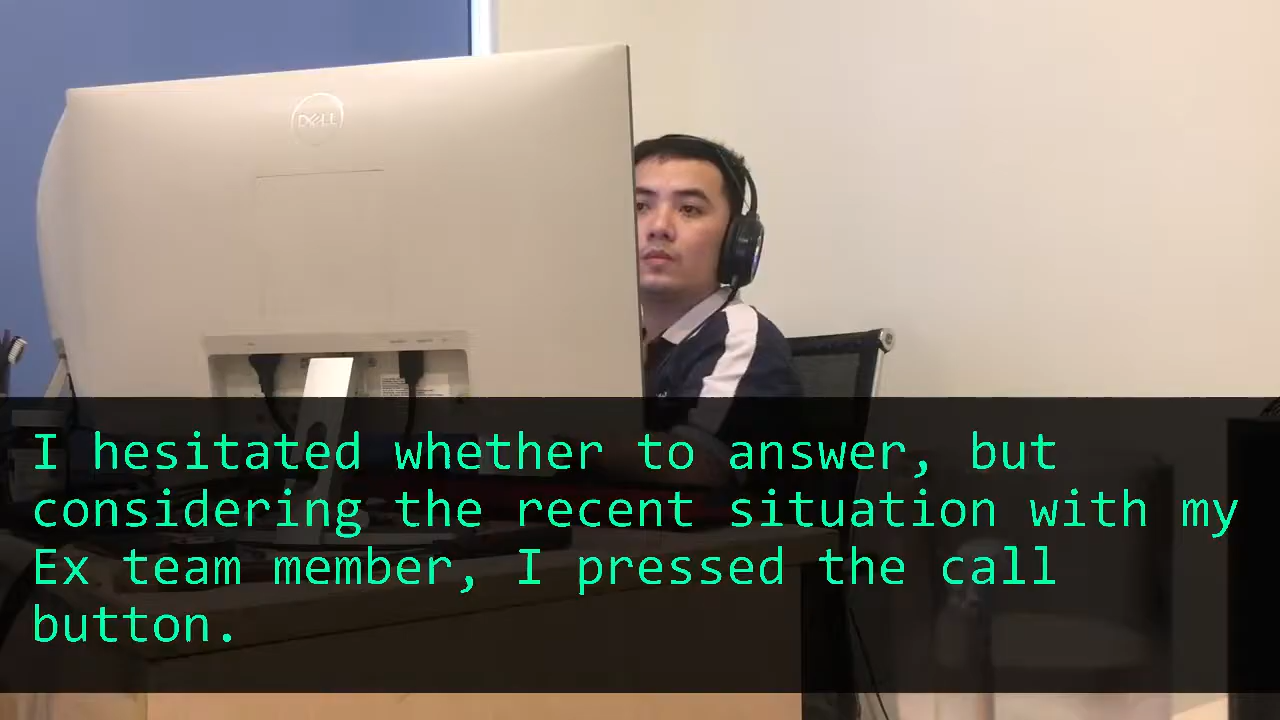 DELL
I hesitated whether to answer, but
considering the recent situation with my
Ex team member, I pressed the call
button.